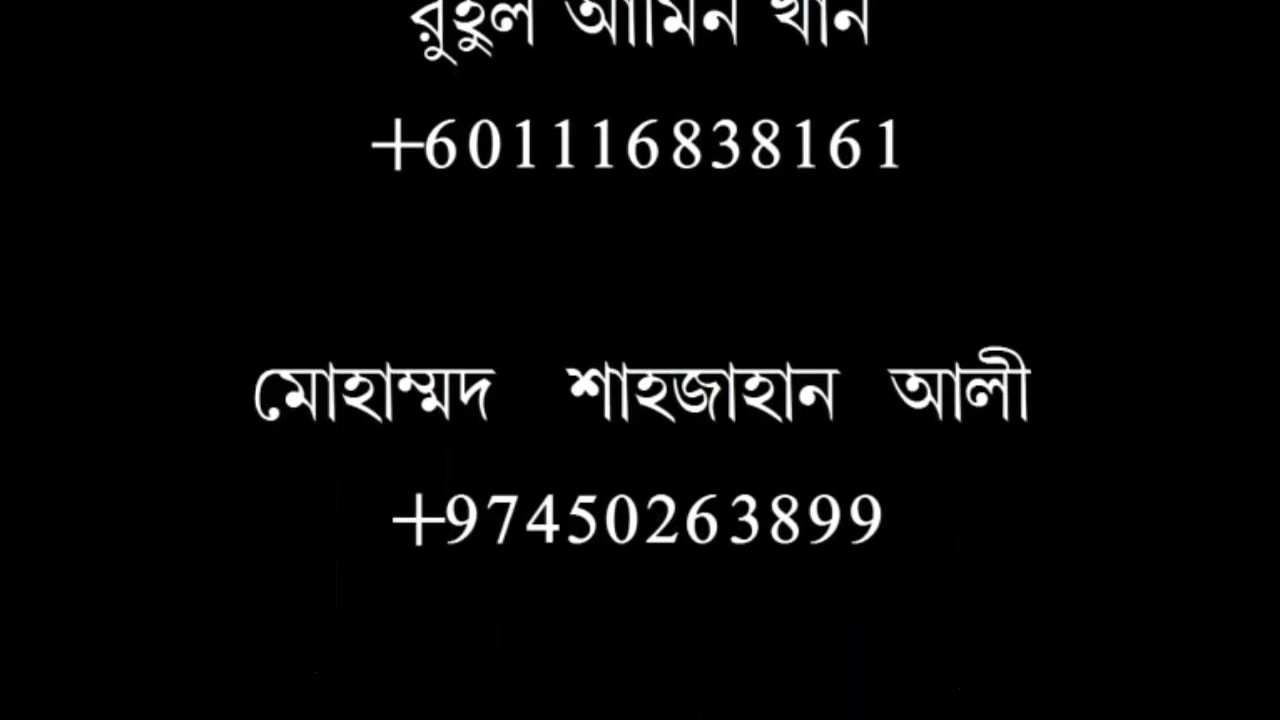 রুহুল আমিন খান
+601116838161
মোহাম্মদ শাহজাহান আলী
+97450263899